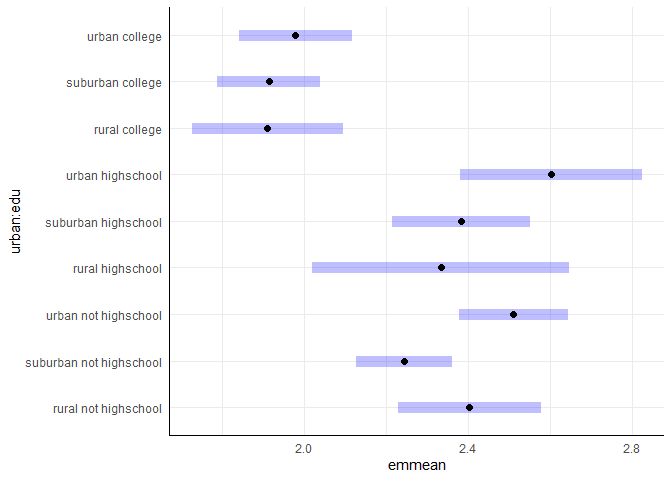 urban college
suburban college
rural college
urban highschool
suburban highschool
rural highschool
urban not highschool
suburban not highschool
rural not highschool
urban:edu
2.0 2.4 2.8
emmean